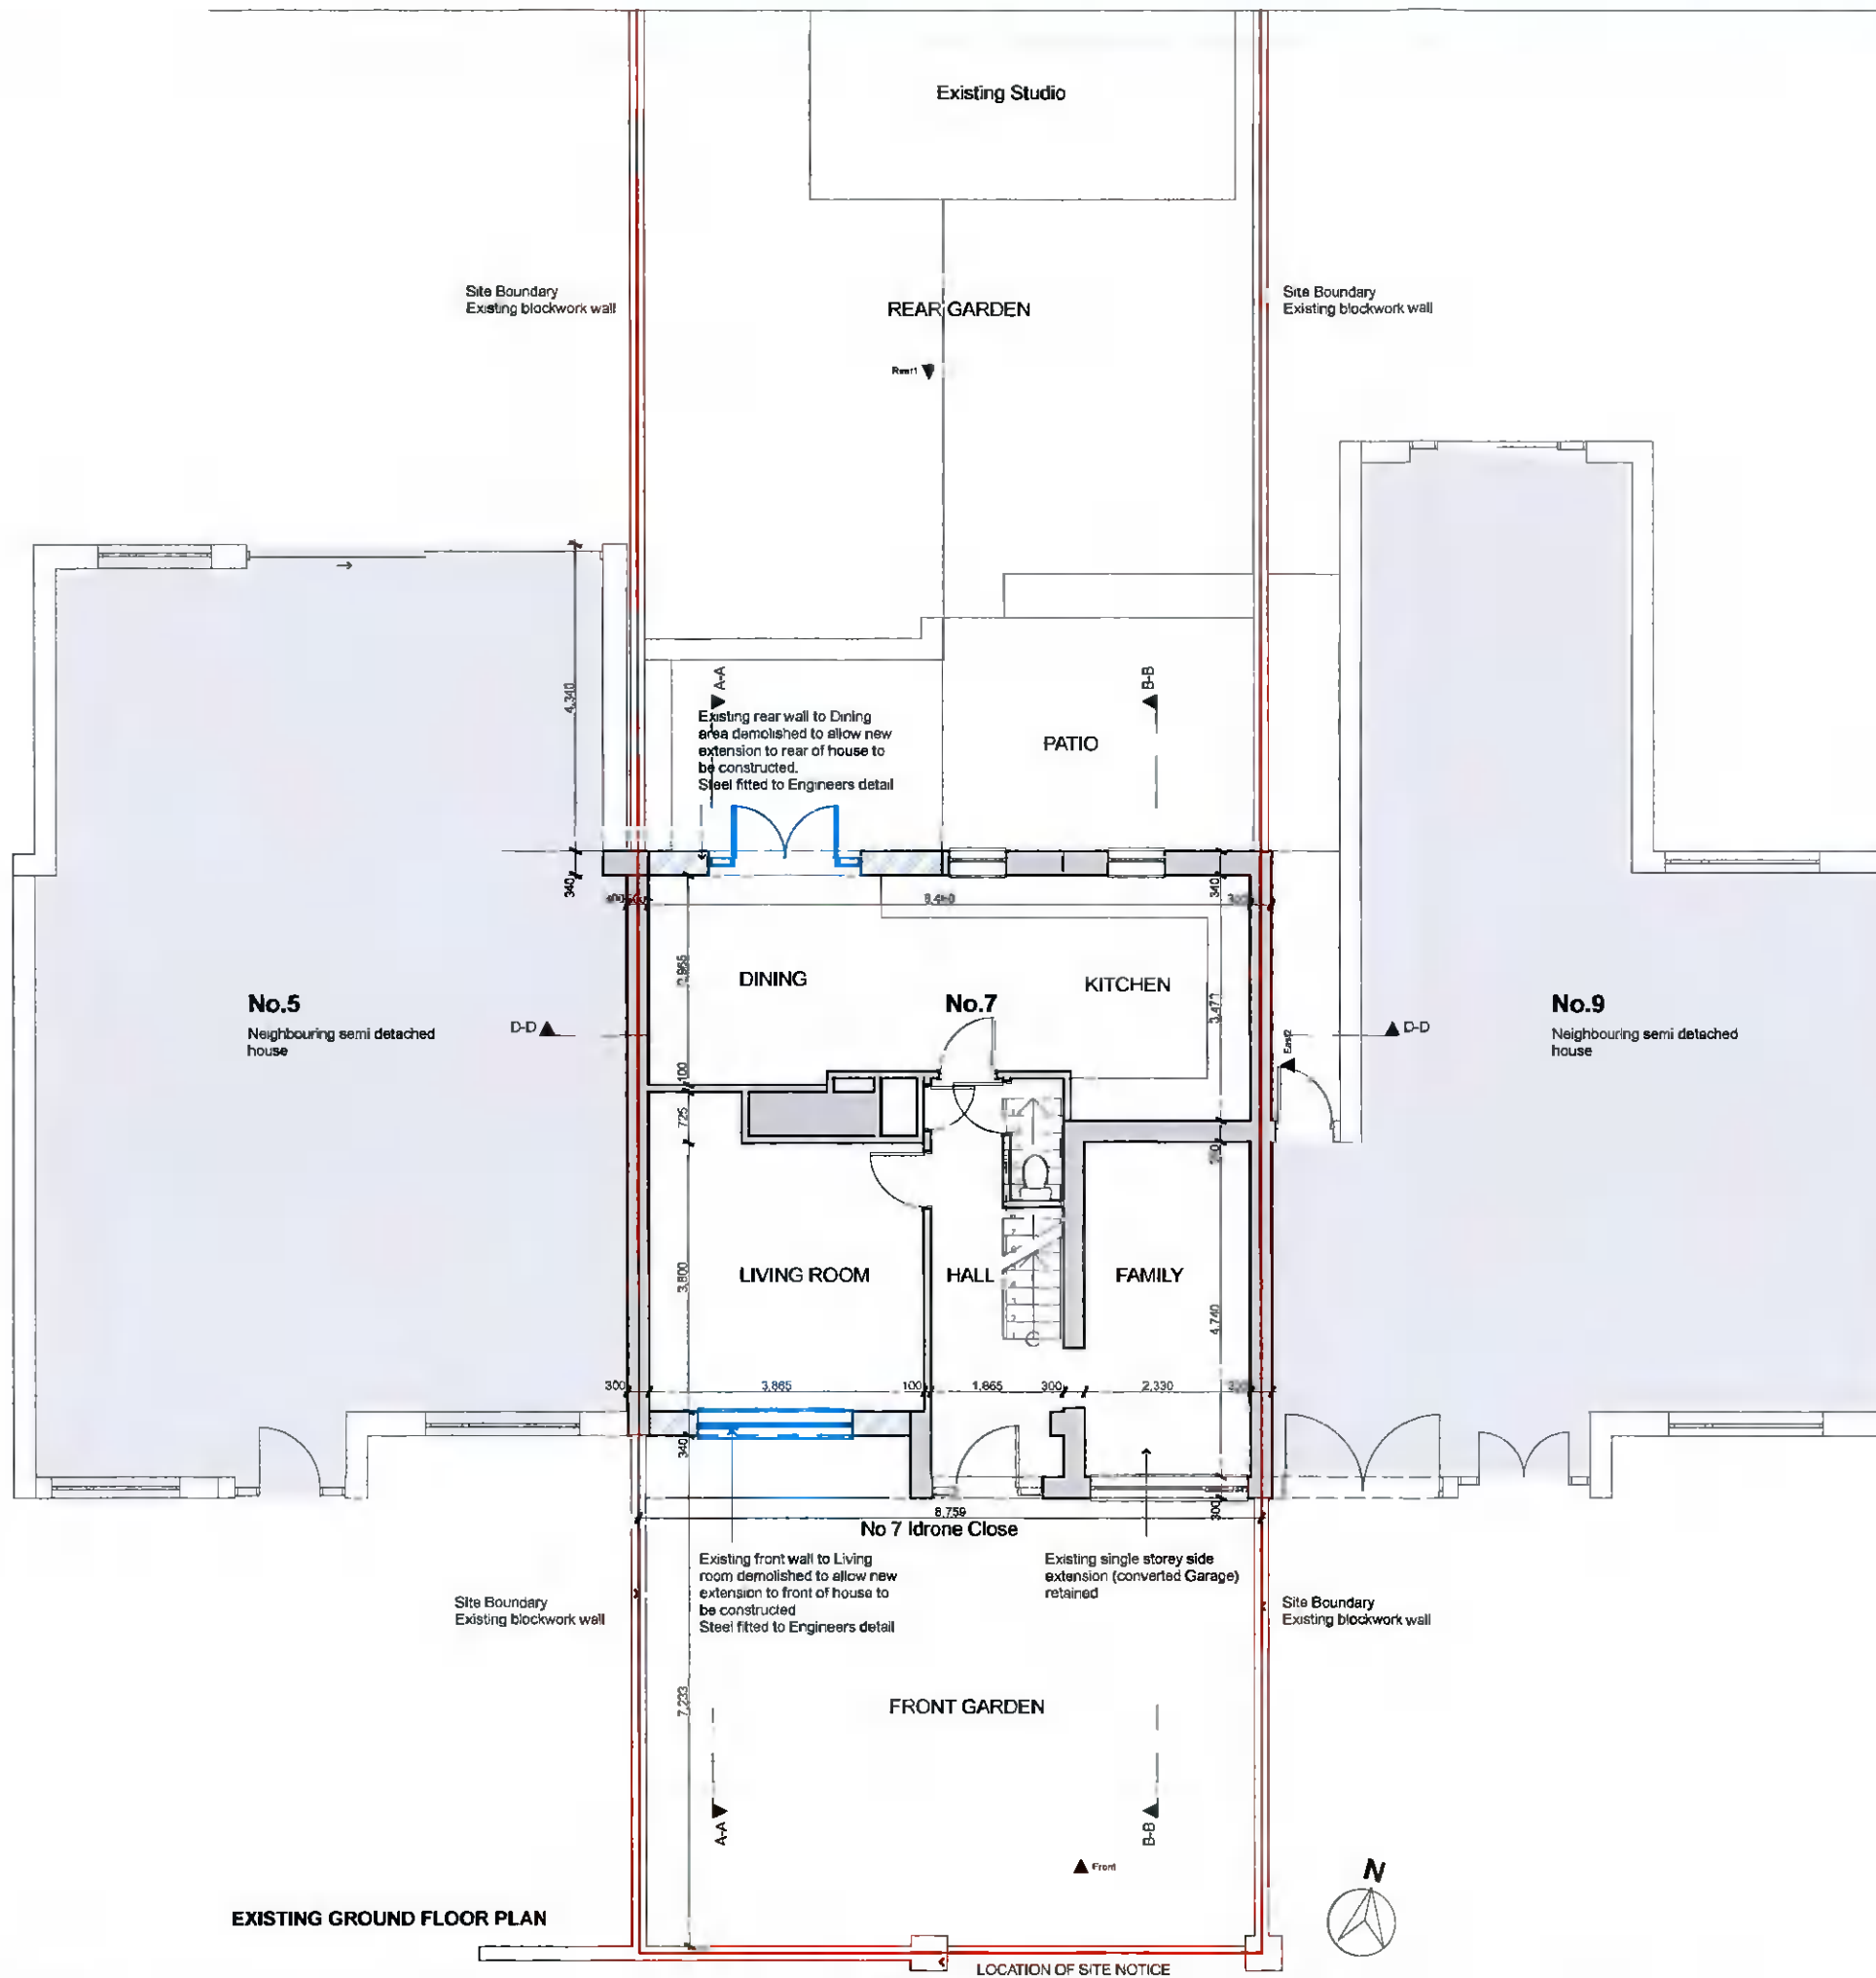 Existing Studio
Site Boundary
Existing blockwork wall
REAR GARDEN
Site Boundary
Existing blockwork wall
Rear1
4,340
A-A
B-B
Existing rear wall to Dining
area demolished to allow new
extension to rear of house to
be constructed.
Steel fitted to Engineers detail
PATIO
340
340
300
2,965
DINING
KITCHEN
3,472
No.5
Neighbouring semi detached
house
D-D
No.7
East2
D-D
No.9
Neighbouring semi detached
house
100
725
3,800
LIVING ROOM
HALL
FAMILY
4,740
300
3,865
100
1,865
300
2,330
340
300
8,759
No 7 Idrone Close
Existing front wall to Living
room demolished to allow new
extension to front of house to
be constructed
Steel fitted to Engineers detail
Existing single storey side
extension (converted Garage)
retained
Site Boundary
Existing blockwork wall
Site Boundary
Existing blockwork wall
7,233
FRONT GARDEN
A-A
B-B
Front
N
EXISTING GROUND FLOOR PLAN
LOCATION OF SITE NOTICE